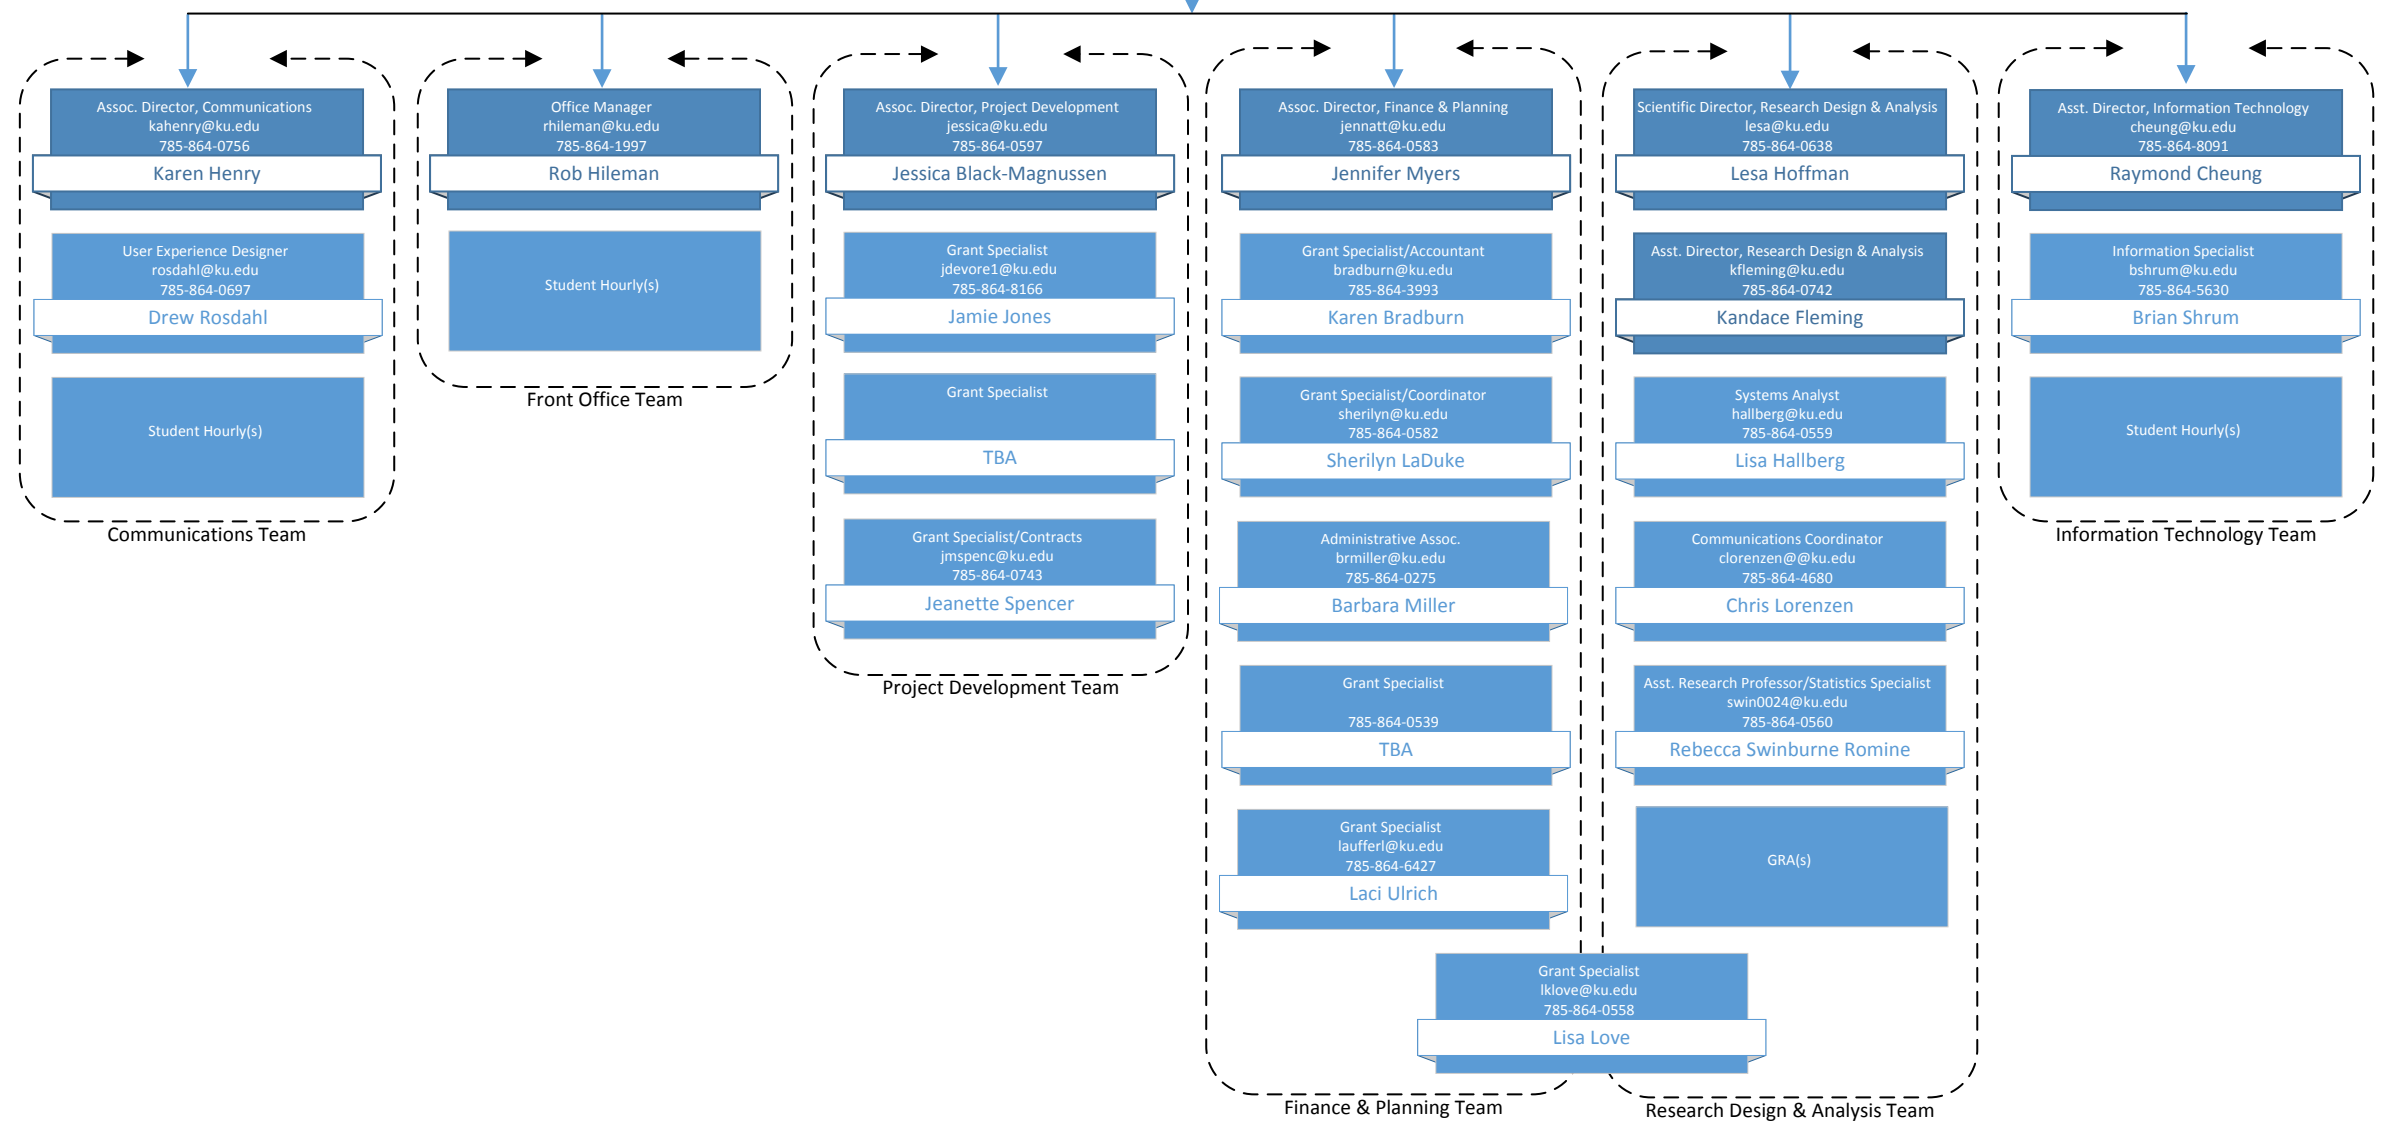 Assoc. Director, Communications
kahenry@ku.edu
785-864-0756
Karen Henry
User Experience Designer
rosdahl@ku.edu
785-864-0697
Drew Rosdahl
Student Hourly(s)
Communications Team
Office Manager
rhileman@ku.edu
785-864-1997
Rob Hileman
Student Hourly(s)
Front Office Team
Assoc. Director, Project Development
jessica@ku.edu
785-864-0597
Jessica Black-Magnussen
Grant Specialist
jdevore1@ku.edu
785-864-8166
Jamie Jones
Grant Specialist
TBA
Grant Specialist/Contracts
jmspenc@ku.edu
785-864-0743
Jeanette Spencer
Project Development Team
Assoc. Director, Finance & Planning
jennatt@ku.edu
785-864-0583
Jennifer Myers
Grant Specialist/Accountant
bradburn@ku.edu
785-864-3993
Karen Bradburn
Grant Specialist/Coordinator
sherilyn@ku.edu
785-864-0582
Sherilyn LaDuke
Administrative Assoc.
brmiller@ku.edu
785-864-0275
Barbara Miller
Grant Specialist
785-864-0539
TBA
Grant Specialist
laufferl@ku.edu
785-864-6427
Laci Ulrich
Grant Specialist
lklove@ku.edu
785-864-0558
Lisa Love
Finance & Planning Team
Scientific Director, Research Design & Analysis
lesa@ku.edu
785-864-0638
Lesa Hoffman
Asst. Director, Research Design & Analysis
kfleming@ku.edu
785-864-0742
Kandace Fleming
Systems Analyst
hallberg@ku.edu
785-864-0559
Lisa Hallberg
Communications Coordinator
clorenzen@@ku.edu
785-864-4680
Chris Lorenzen
Asst. Research Professor/Statistics Specialist
swin0024@ku.edu
785-864-0560
Rebecca Swinburne Romine
GRA(s)
Research Design & Analysis Team
Asst. Director, Information Technology
cheung@ku.edu
785-864-8091
Raymond Cheung
Information Specialist
bshrum@ku.edu
785-864-5630
Brian Shrum
Student Hourly(s)
Information Technology Team